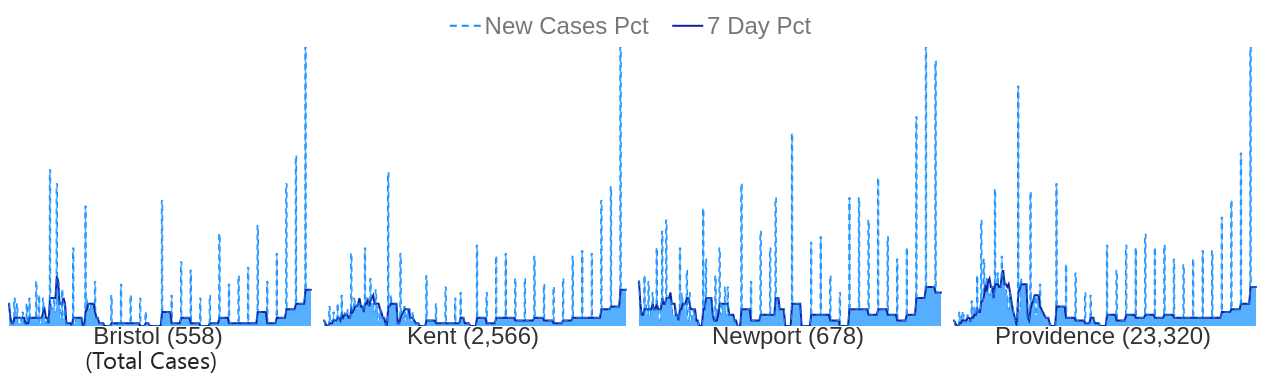 New Cases Pct 7 Day Pct
Bristol (558) Kent (2,566) Newport (678) Providence (23,320)
(Total Cases)